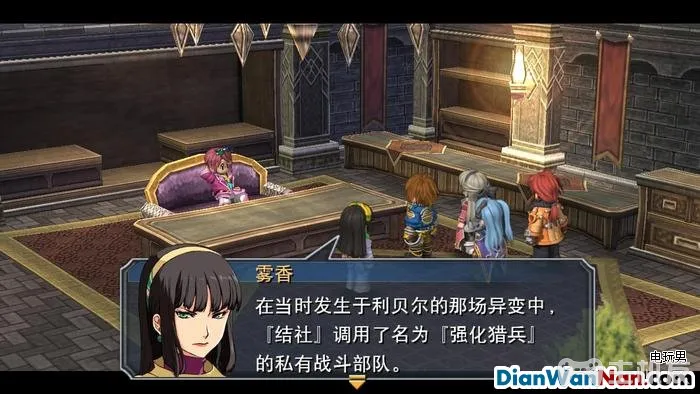 雾香
在当时发生于利贝尔的那场异变中，
『结社』调用了名为『强化猎兵』
的私有战斗部队。
电玩男
DianWanNan.com